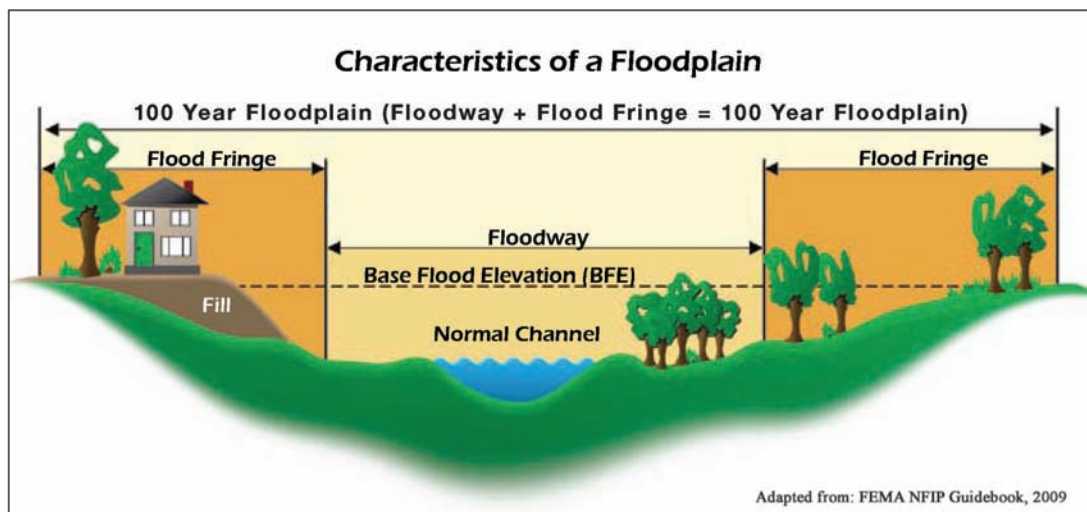 Characteristics of a Floodplain
100 Year Floodplain (Floodway + Flood Fringe = 100 Year Floodplain)
Flood Fringe
Flood Fringe
Floodway
Base Flood Elevation (BFE)
Fill
Normal Channel
Adapted from: FEMA NFIP Guidebook, 2009